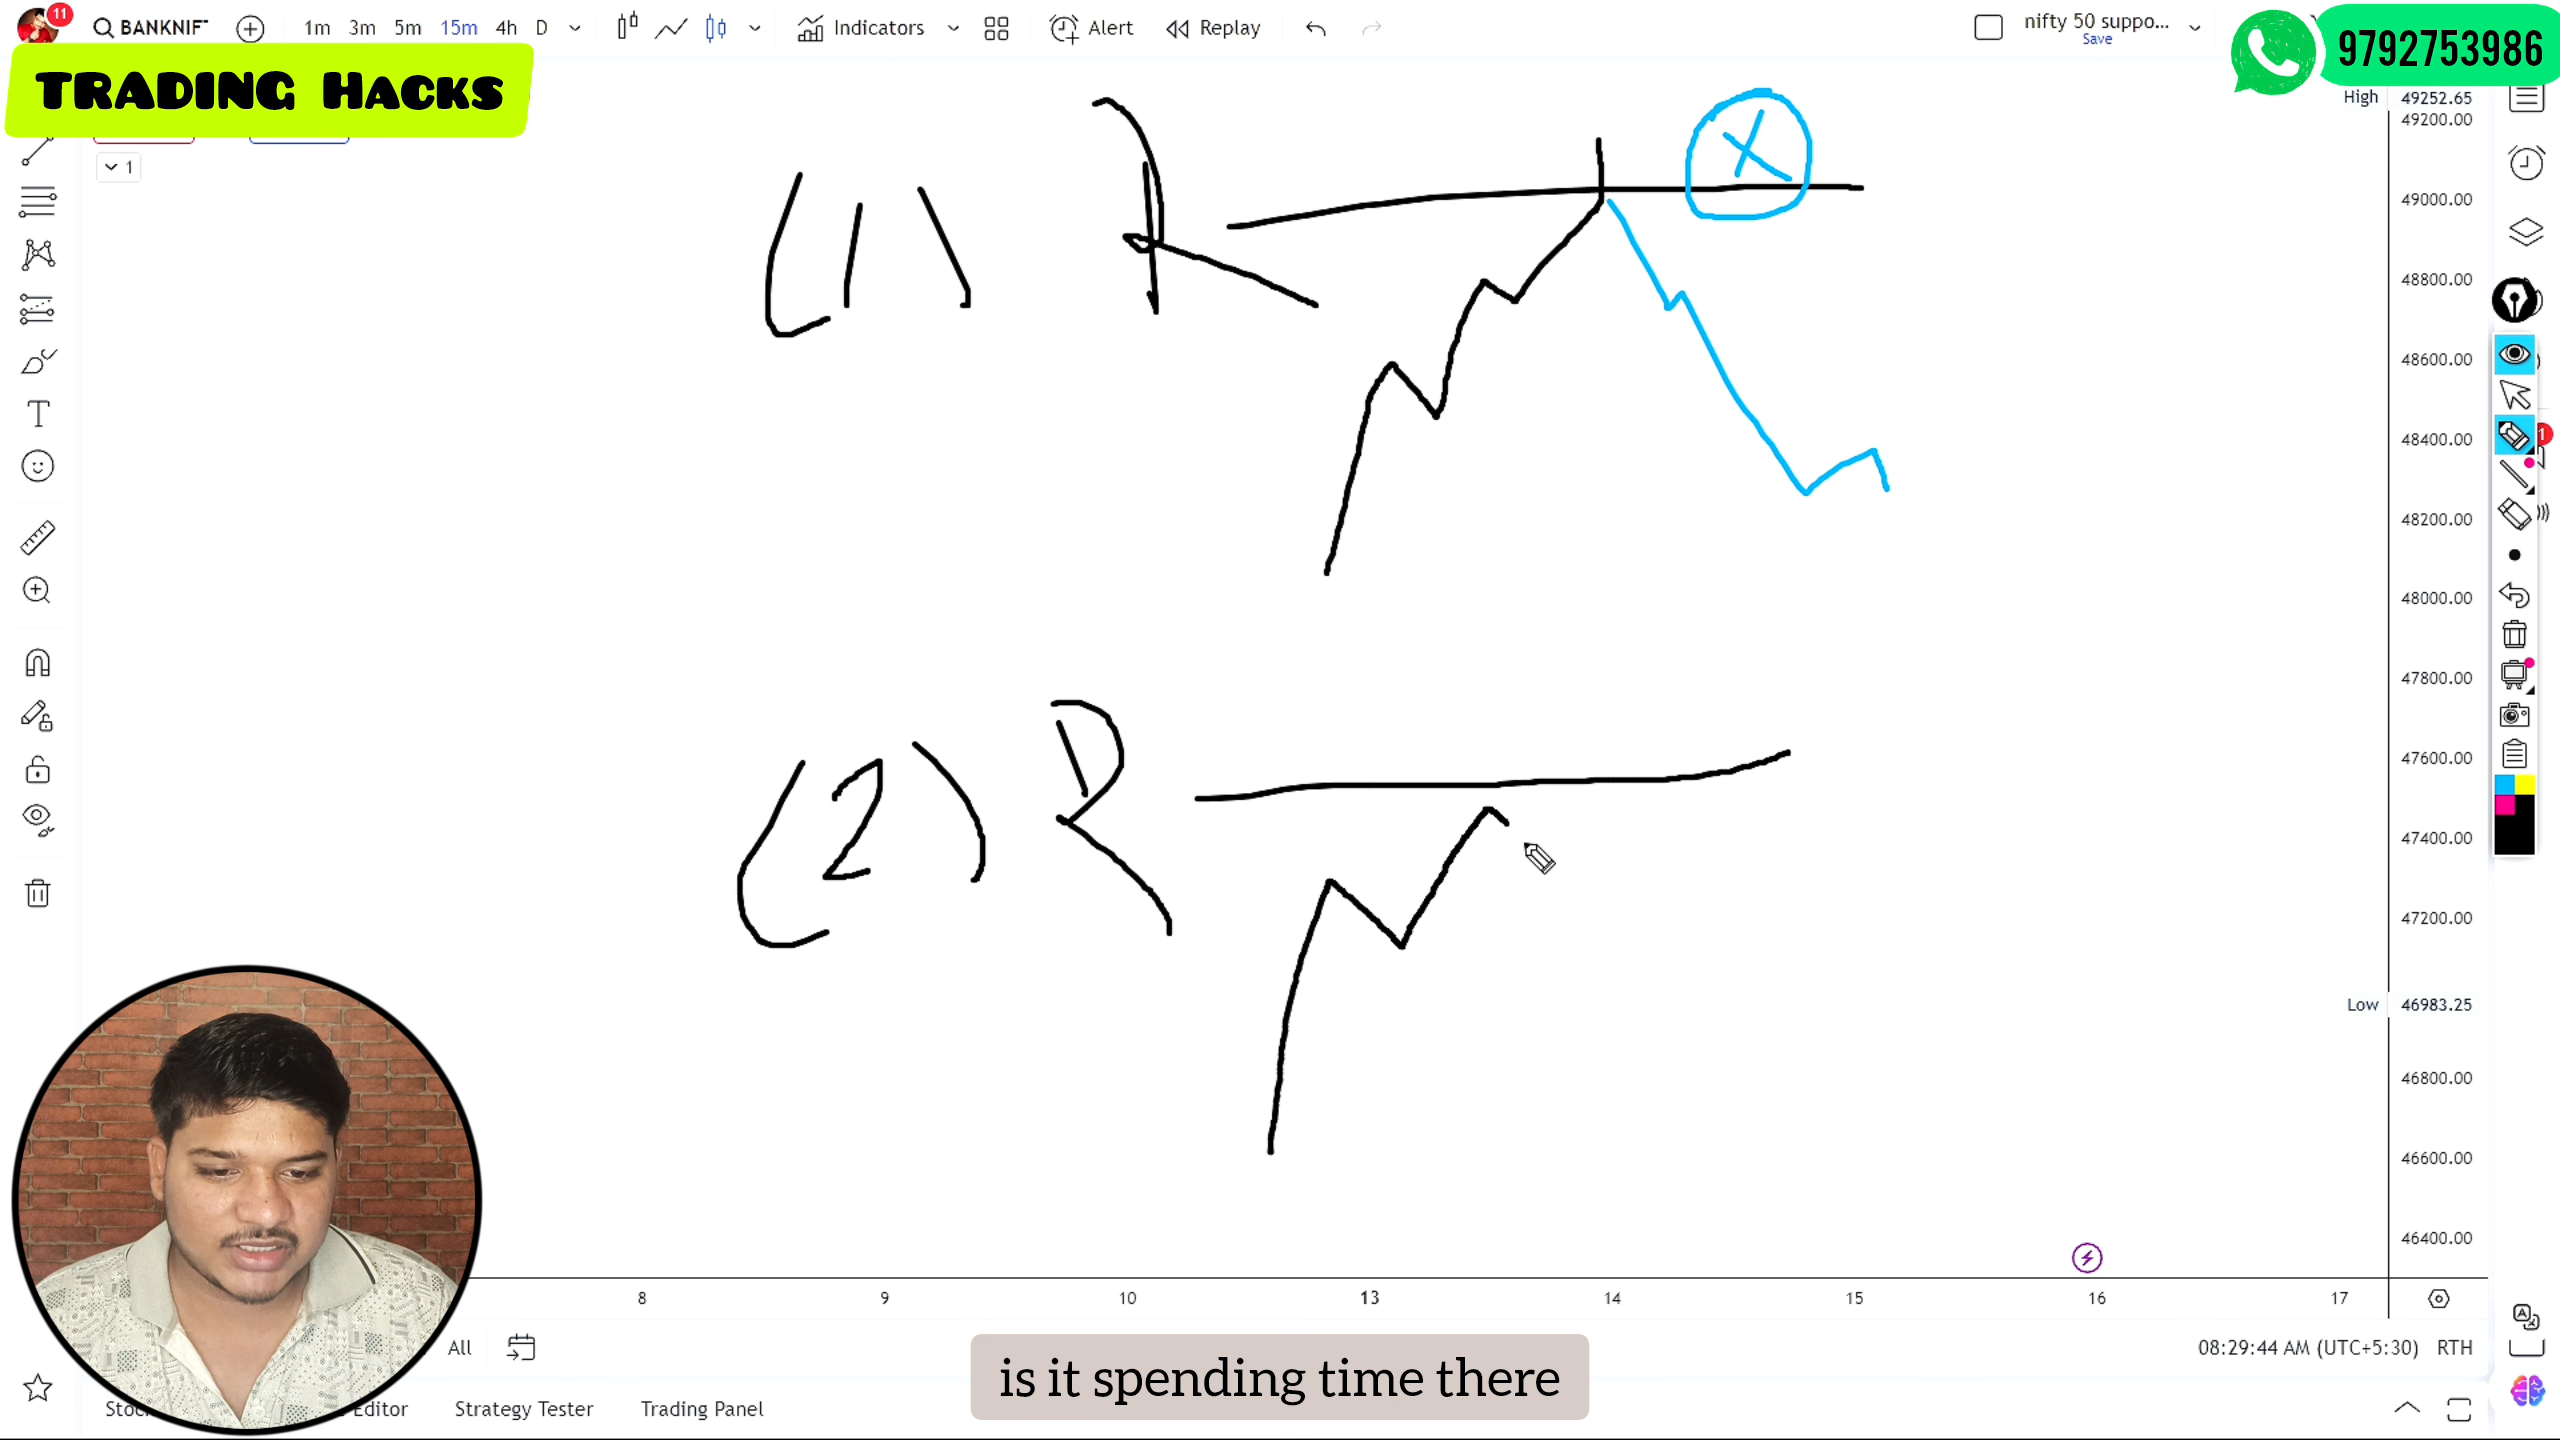 11
BANKNIF
1m 3m 5m 15m 4h D
Indicators
Alert
Replay
nifty 50 suppo...
Save
9792753986
TRADING HACKS
1
High 49252.65
49200.00
49000.00
48800.00
48600.00
48400.00
48200.00
48000.00
47800.00
47600.00
47400.00
47200.00
Low 46983.25
46800.00
46600.00
46400.00
(1) R
X
(2) R
1
8 9 10 13 14 15 16 17
All
08:29:44 AM (UTC+5:30) RTH
is it spending time there
Editor Strategy Tester Trading Panel